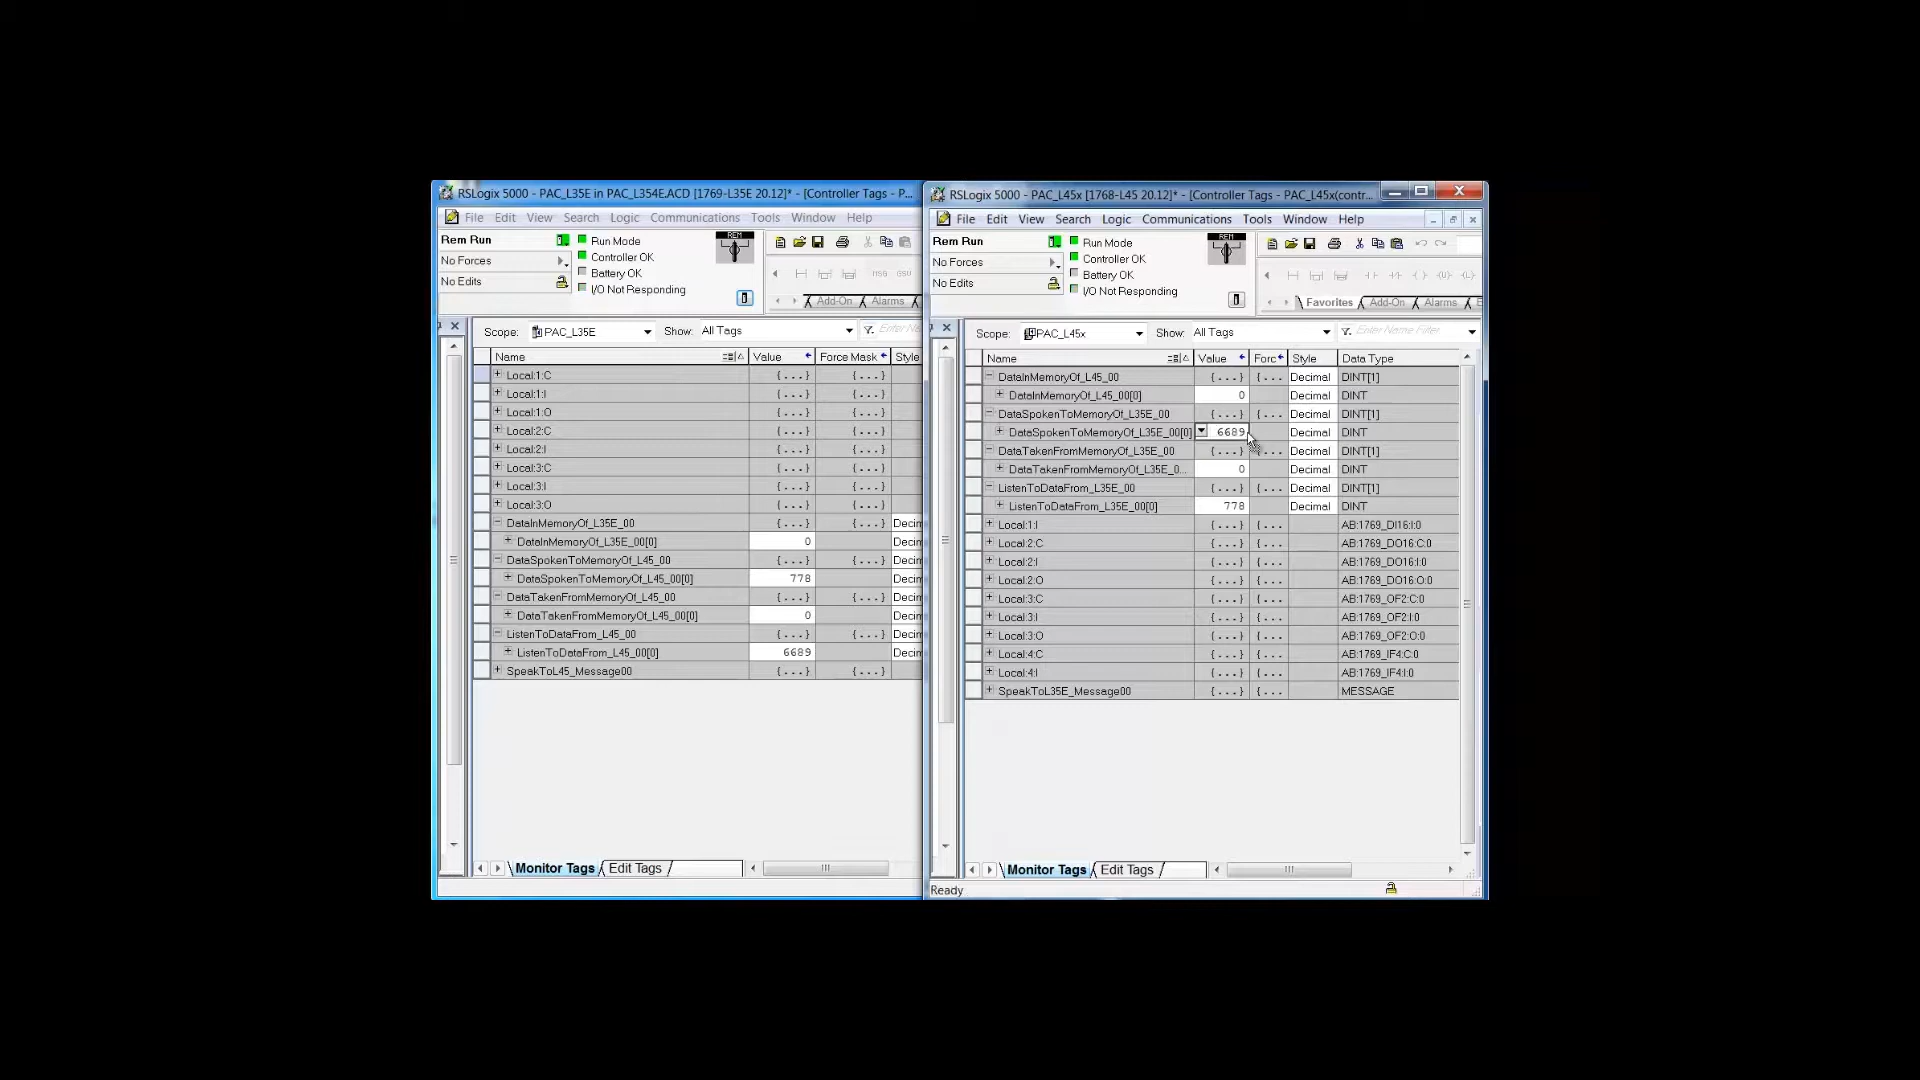 RSLogix 5000 - PAC_L35E in PAC_L354E.ACD [1769-L35E 20.12]* - [Controller Tags - P...
File Edit View Search Logic Communications Tools Window Help
Rem Run
No Forces
No Edits
Run Mode
Controller OK
Battery OK
I/O Not Responding
REM
Add-On Alarms
Scope: PAC_L35E Show: All Tags
Name Value Force Mask Style
Local:1:C {...} {...}
Local:1:I {...} {...}
Local:1:O {...} {...}
Local:2:C {...} {...}
Local:2:I {...} {...}
Local:3:C {...} {...}
Local:3:I {...} {...}
Local:3:O {...} {...}
DataInMemoryOf_L35E_00 {...} {...} Decim
DataInMemoryOf_L35E_00[0] 0 Decim
DataSpokenToMemoryOf_L45_00 {...} {...} Decim
DataSpokenToMemoryOf_L45_00[0] 778 Decim
DataTakenFromMemoryOf_L45_00 {...} {...} Decim
DataTakenFromMemoryOf_L45_00[0] 0 Decim
ListenToDataFrom_L45_00 {...} {...} Decim
ListenToDataFrom_L45_00[0] 6689 Decim
SpeakToL45_Message00 {...} {...}
Monitor Tags Edit Tags
RSLogix 5000 - PAC_L45x [1768-L45 20.12]* - [Controller Tags - PAC_L45x(contr...
File Edit View Search Logic Communications Tools Window Help
Rem Run
No Forces
No Edits
Run Mode
Controller OK
Battery OK
I/O Not Responding
REM
Favorites Add-On Alarms
Scope: PAC_L45x Show: All Tags Enter Name Filter
Name Value Forc Style Data Type
DataInMemoryOf_L45_00 {...} {... Decimal DINT[1]
DataInMemoryOf_L45_00[0] 0 Decimal DINT
DataSpokenToMemoryOf_L35E_00 {...} {... Decimal DINT[1]
DataSpokenToMemoryOf_L35E_00[0] 6689 Decimal DINT
DataTakenFromMemoryOf_L35E_00 {...} {... Decimal DINT[1]
DataTakenFromMemoryOf_L35E_0... 0 Decimal DINT
ListenToDataFrom_L35E_00 {...} {... Decimal DINT[1]
ListenToDataFrom_L35E_00[0] 778 Decimal DINT
Local:1:I {...} {... AB:1769_DI16:I:0
Local:2:C {...} {... AB:1769_DO16:C:0
Local:2:I {...} {... AB:1769_DO16:I:0
Local:2:O {...} {... AB:1769_DO16:O:0
Local:3:C {...} {... AB:1769_OF2:C:0
Local:3:I {...} {... AB:1769_OF2:I:0
Local:3:O {...} {... AB:1769_OF2:O:0
Local:4:C {...} {... AB:1769_IF4:C:0
Local:4:I {...} {... AB:1769_IF4:I:0
SpeakToL35E_Message00 {...} {... MESSAGE
Monitor Tags Edit Tags
Ready